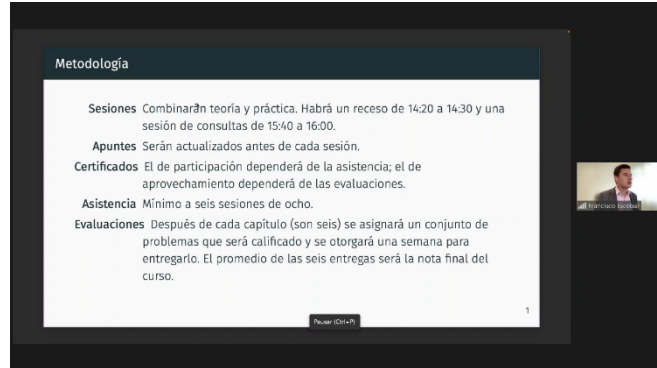 Metodología
Sesiones Combinarán teoría y práctica. Habrá un receso de 14:20 a 14:30 y una
sesión de consultas de 15:40 a 16:00.
Apuntes Serán actualizados antes de cada sesión.
Certificados El de participación dependerá de la asistencia; el de
aprovechamiento dependerá de las evaluaciones.
Asistencia Mínimo a seis sesiones de ocho.
Evaluaciones Después de cada capítulo (son seis) se asignará un conjunto de
problemas que será calificado y se otorgará una semana para
entregarlo. El promedio de las seis entregas será la nota final del
curso.
1
Pausar (Ctrl+P)
Francisco Escobar